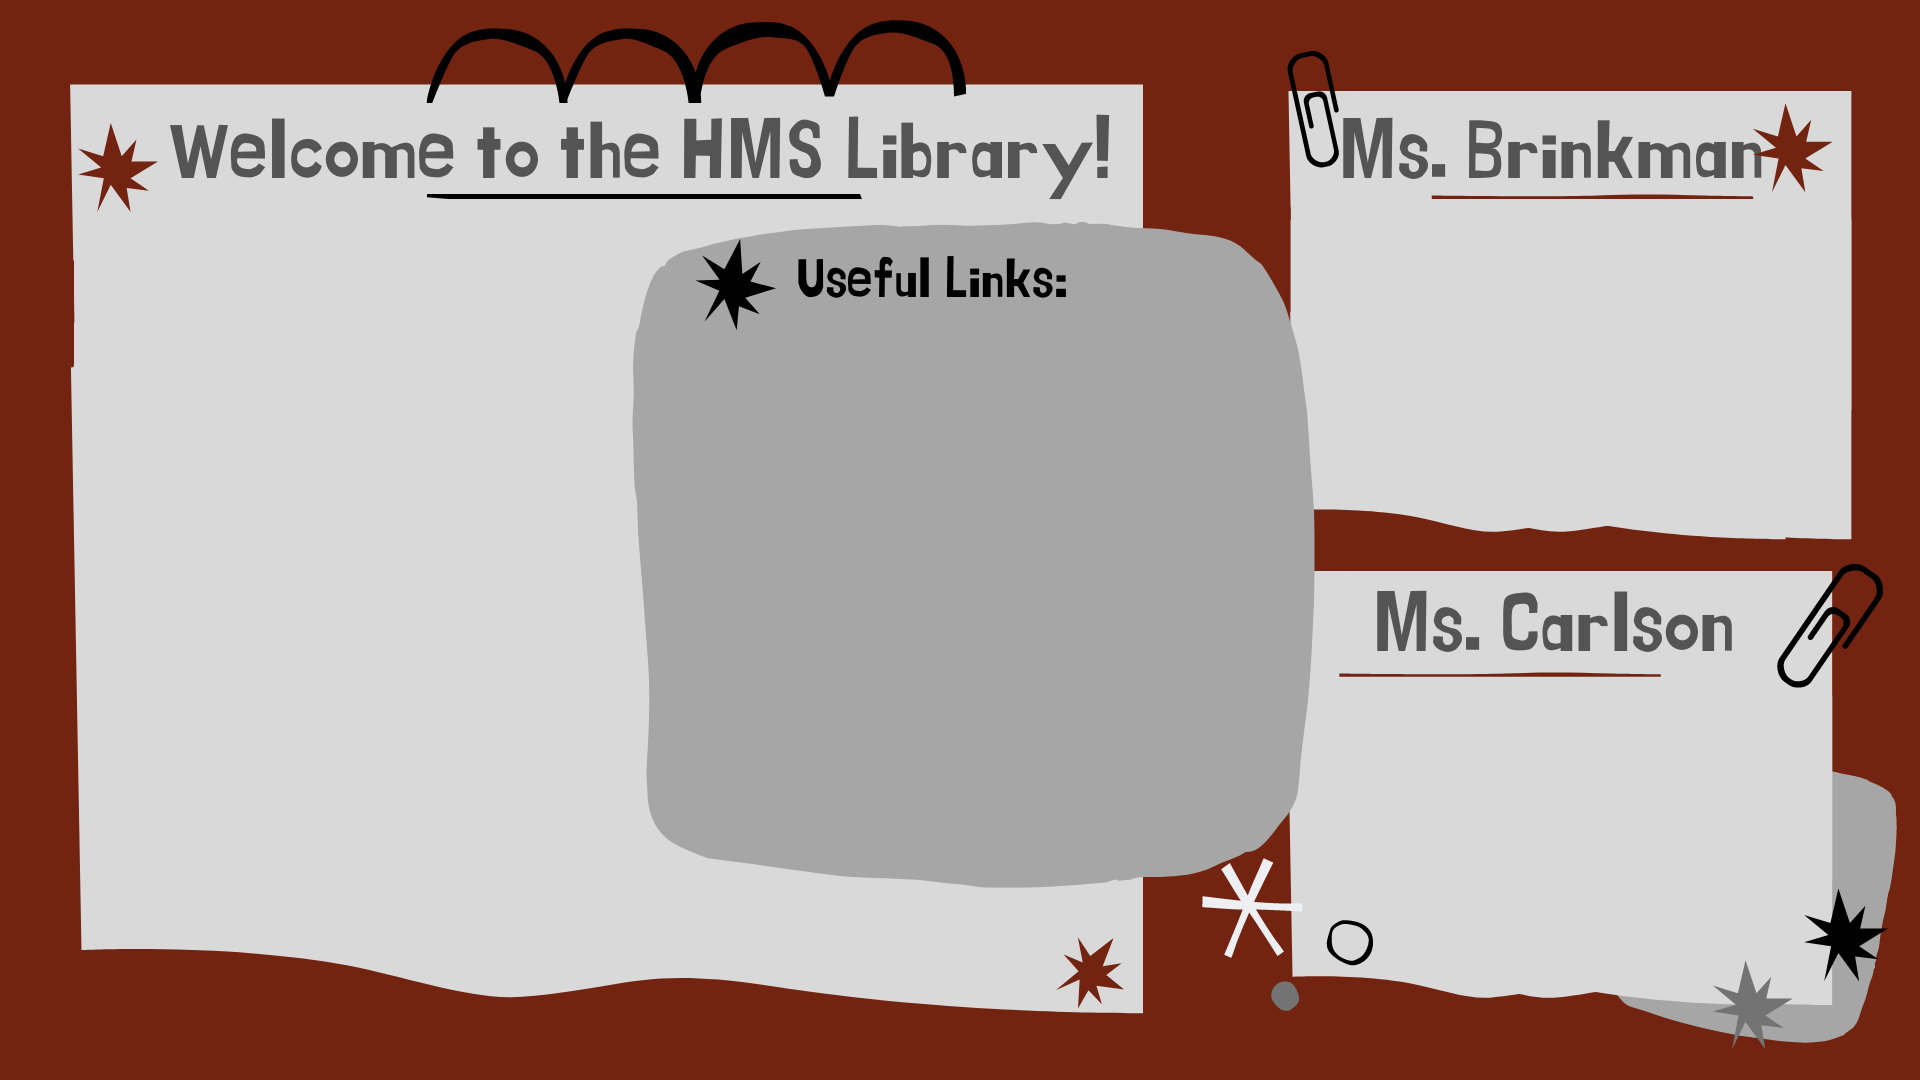 Welcome to the HMS Library!
Useful Links:
Ms. Brinkman
Ms. Carlson